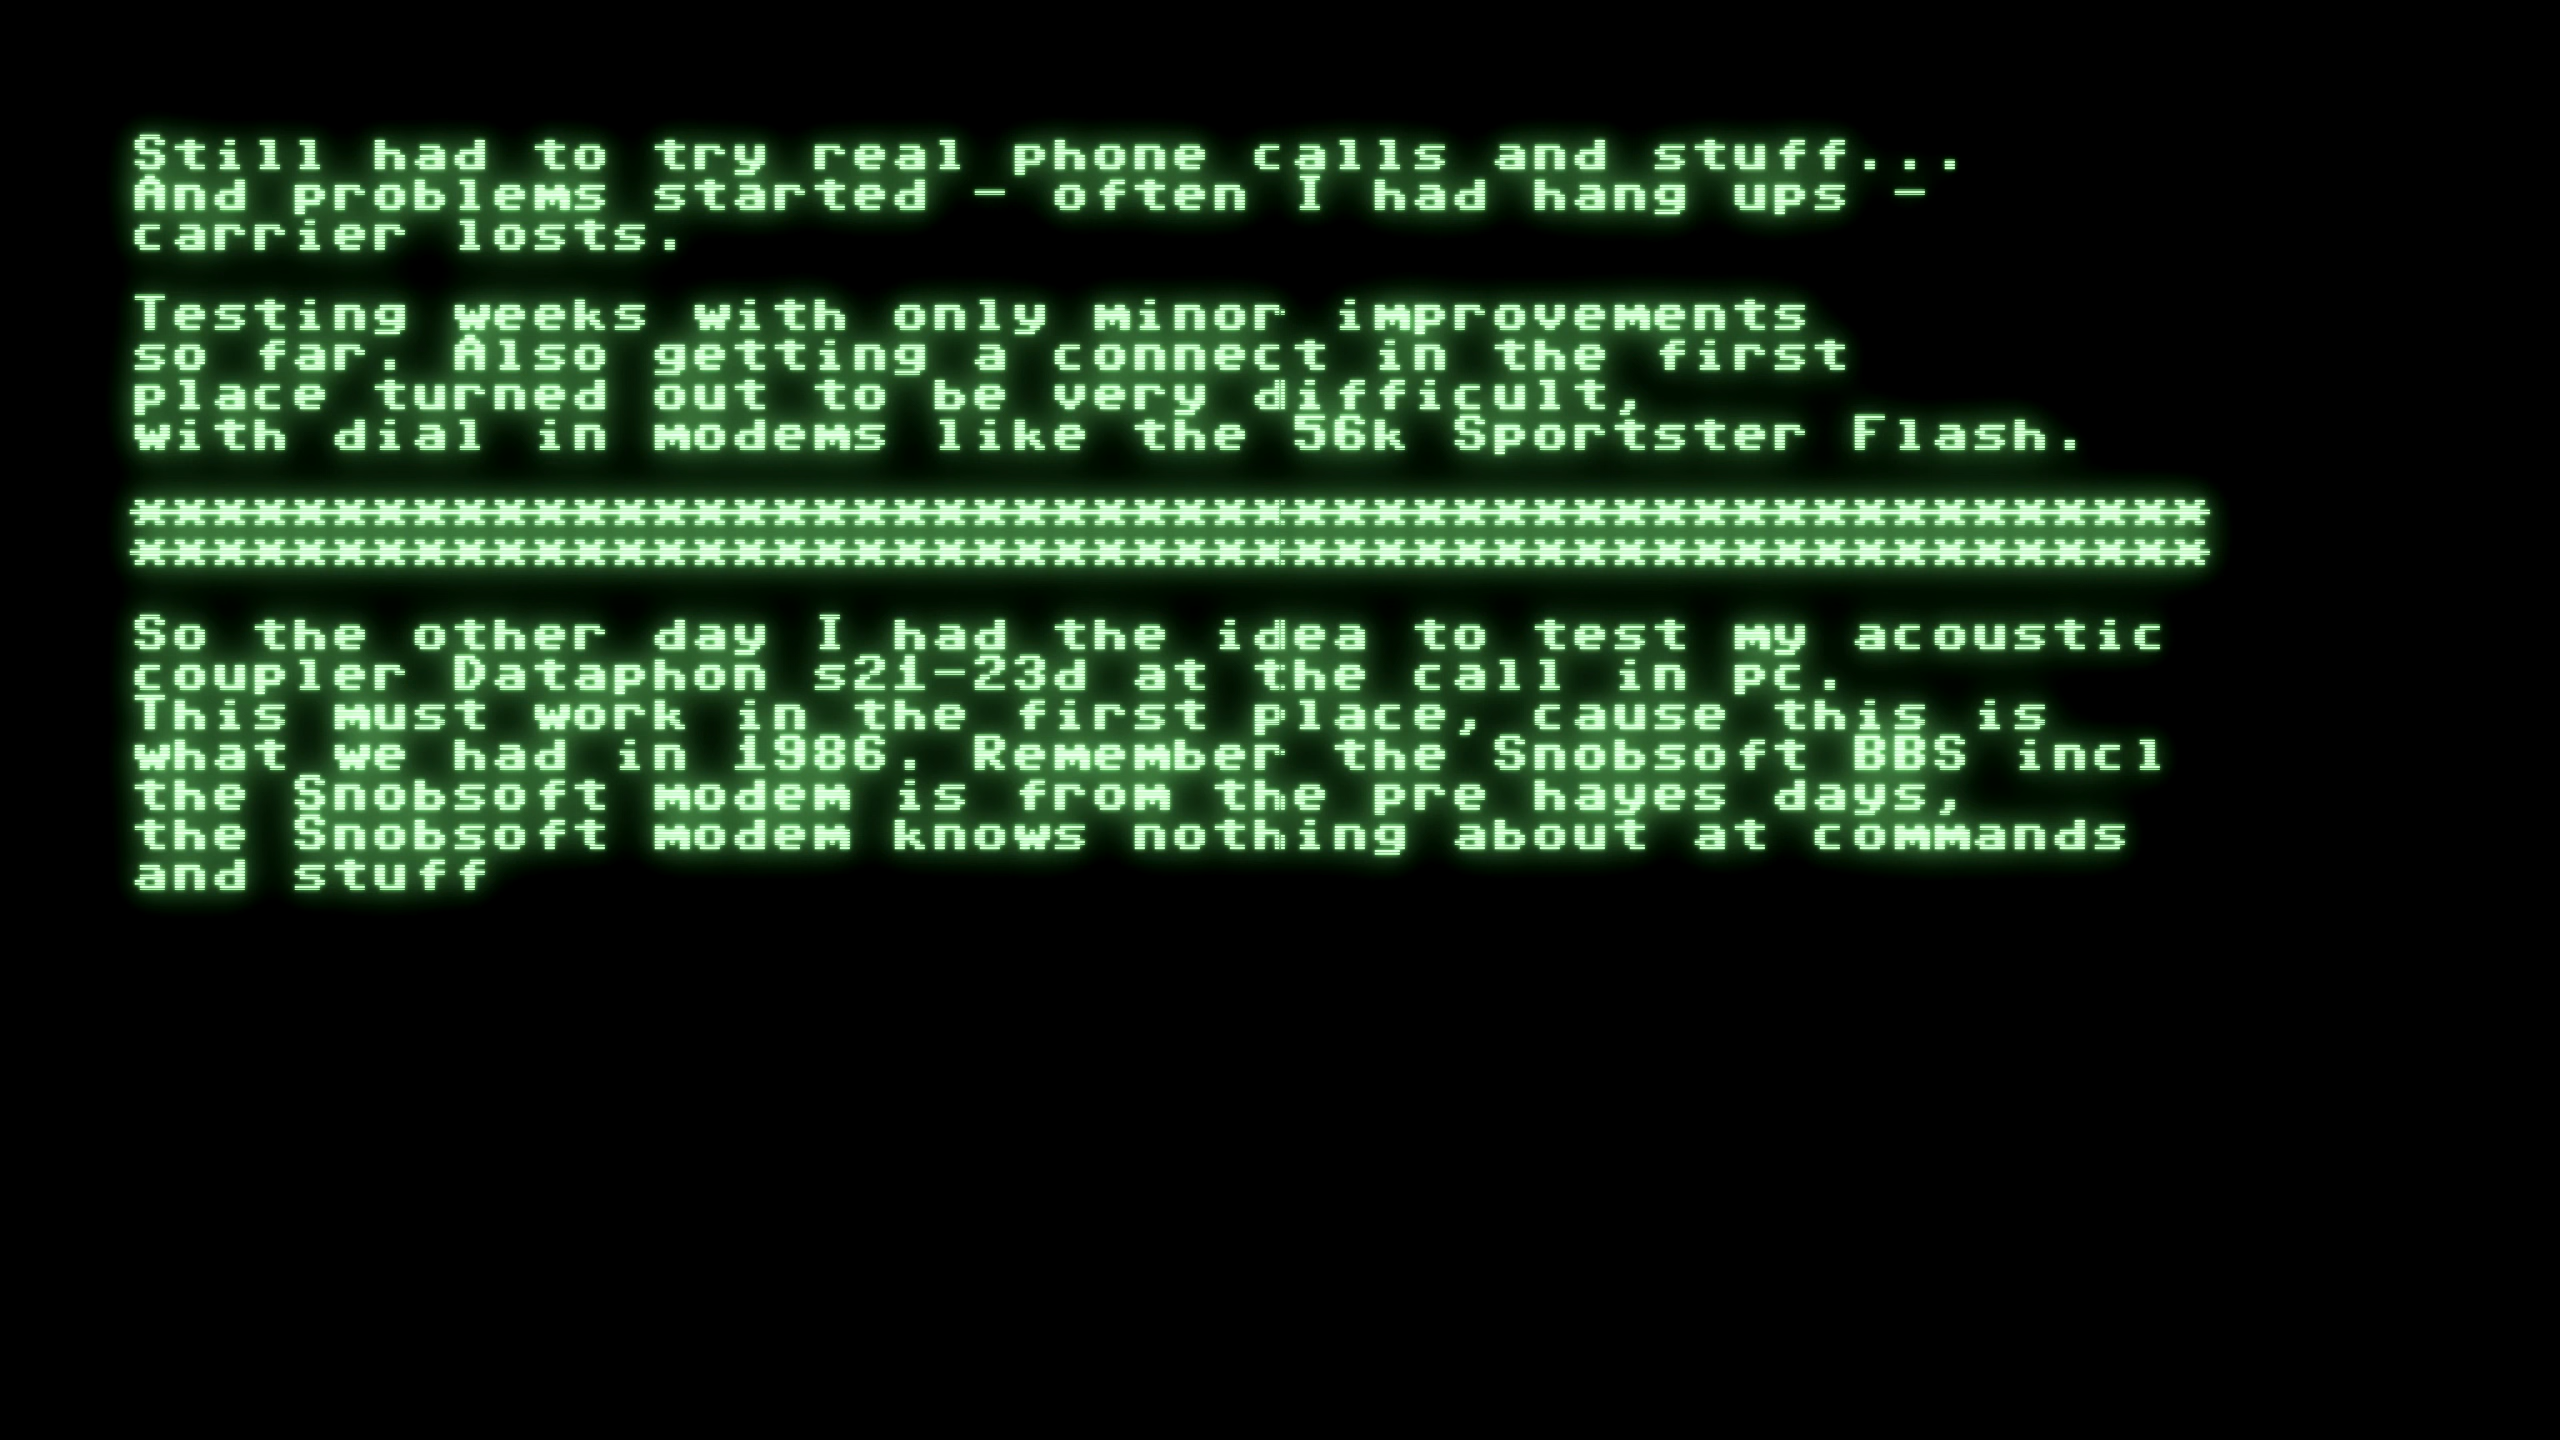 Still had to try real phone calls and stuff...
And problems started - often I had hang ups -
carrier losts.
Testing weeks with only minor improvements
so far. Also getting a connect in the first
place turned out to be very difficult,
with dial in modems like the 56k Sportster Flash.
****************************************************
****************************************************
So the other day I had the idea to test my acoustic
coupler Dataphon s21-23d at the call in pc.
This must work in the first place, cause this is
what we had in 1986. Remember the Snobsoft BBS incl
the Snobsoft modem is from the pre hayes days,
the Snobsoft modem knows nothing about at commands
and stuff